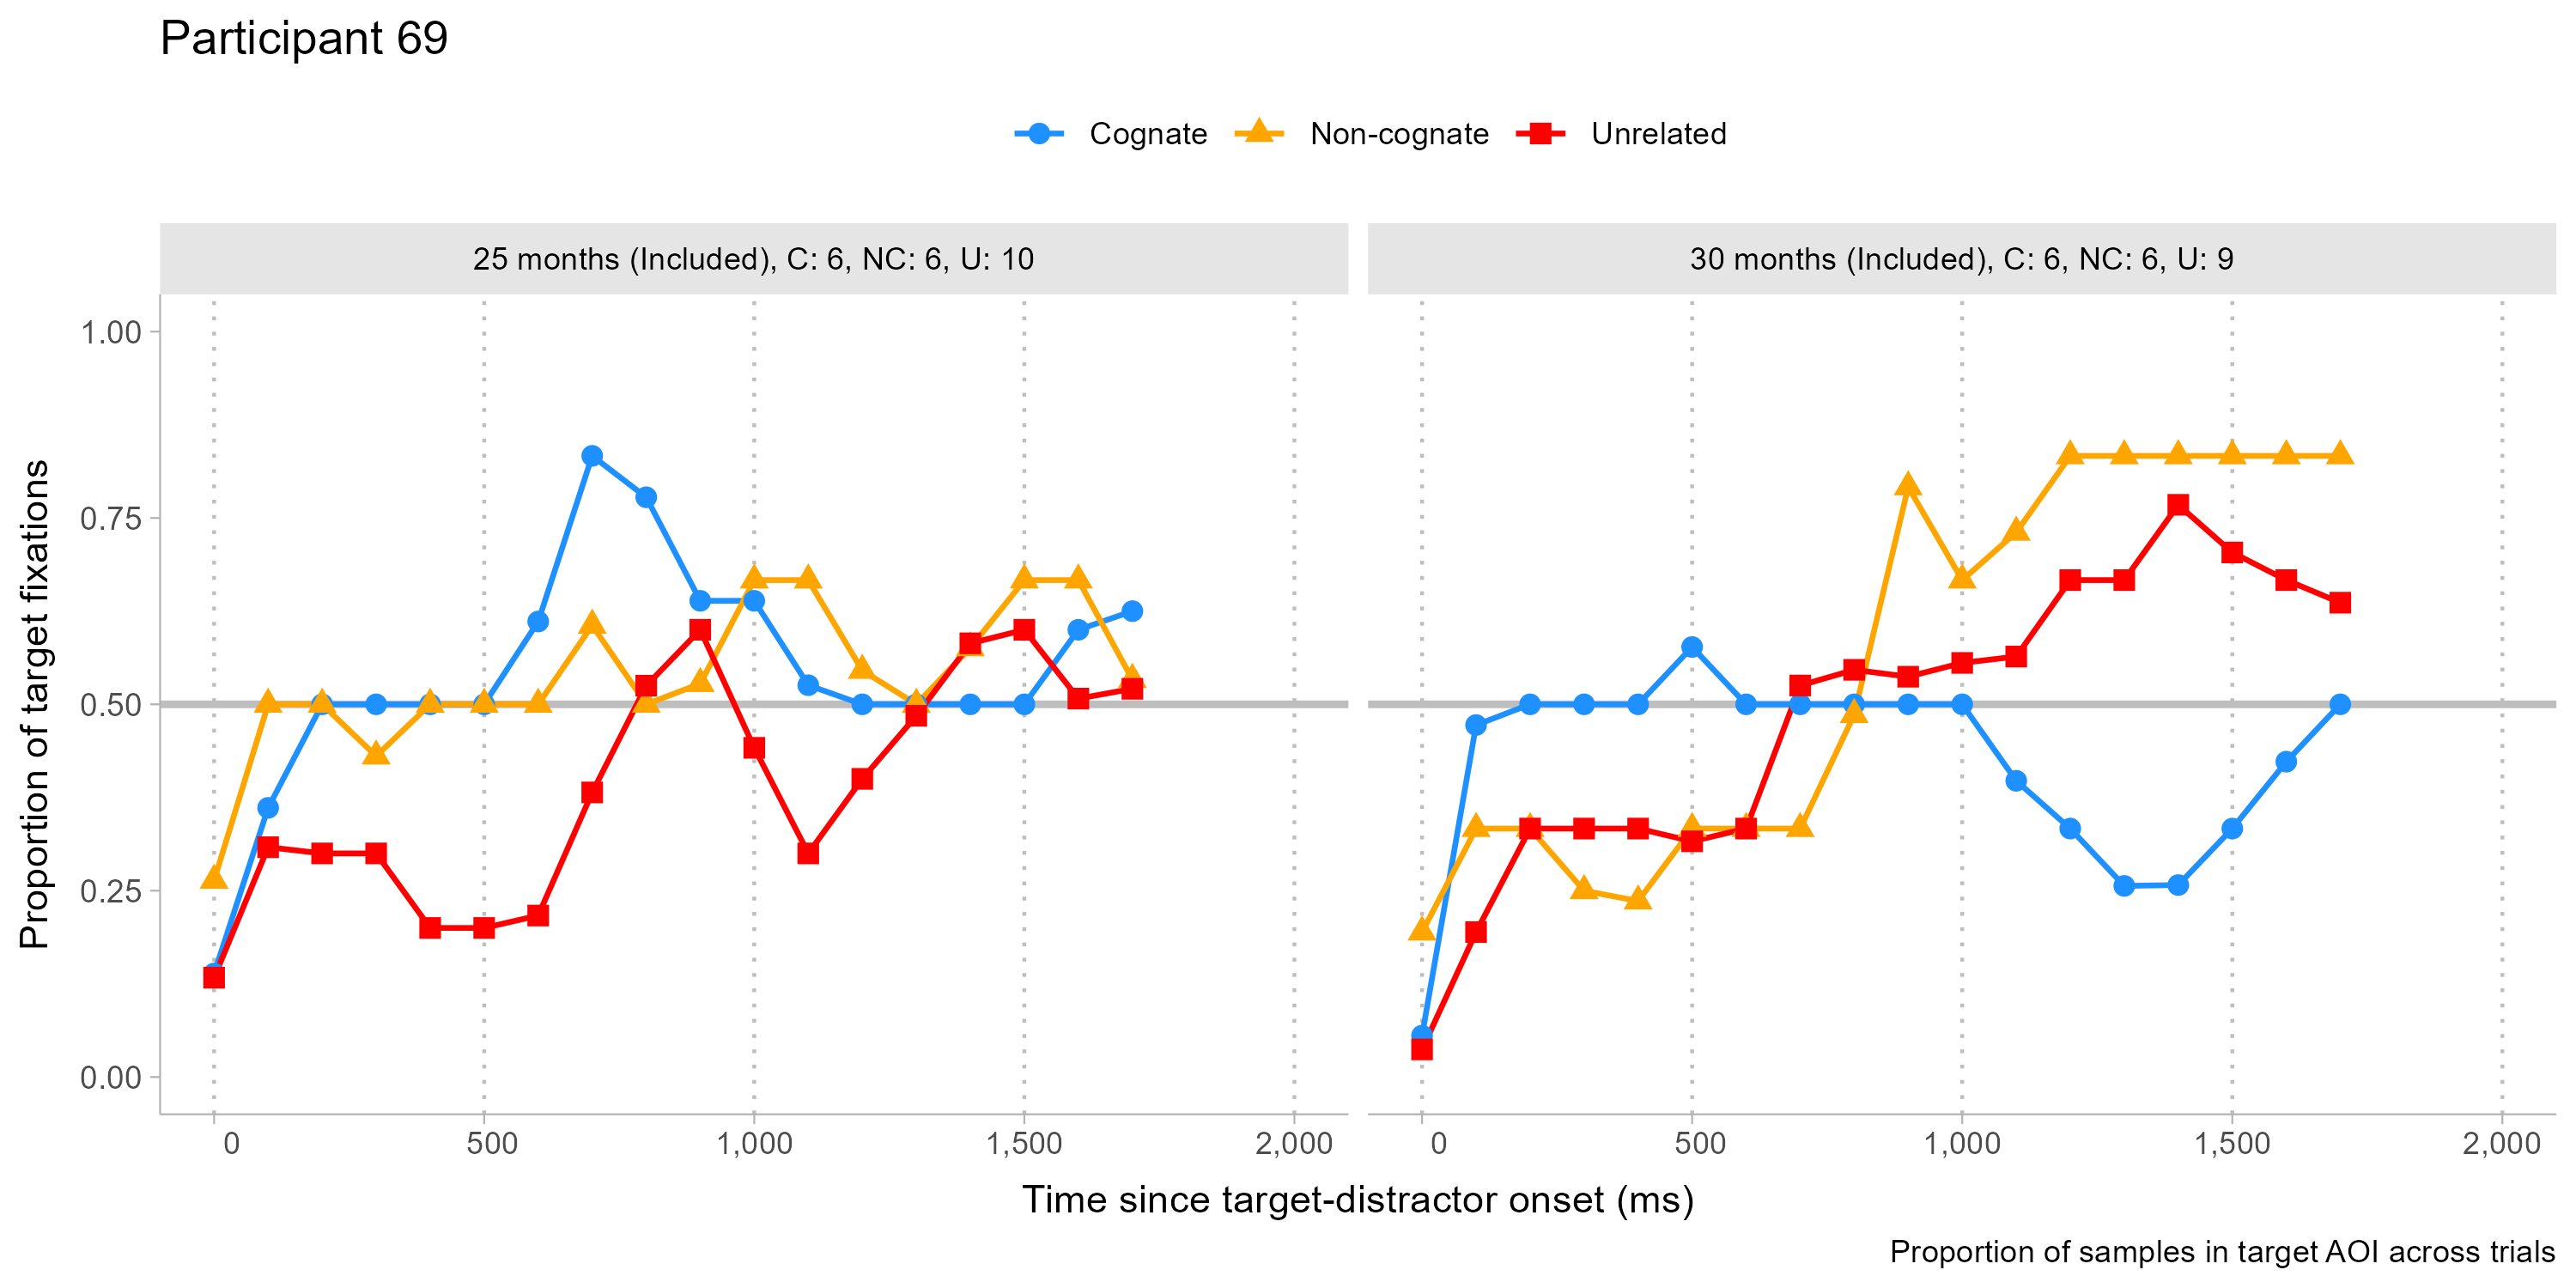 Participant 69
Cognate Non-cognate Unrelated
25 months (Included), C: 6, NC: 6, U: 10
30 months (Included), C: 6, NC: 6, U: 9
Proportion of target fixations
1.00
0.75
0.50
0.25
0.00
0 500 1,000 1,500 2,000
0 500 1,000 1,500 2,000
Time since target-distractor onset (ms)
Proportion of samples in target AOI across trials